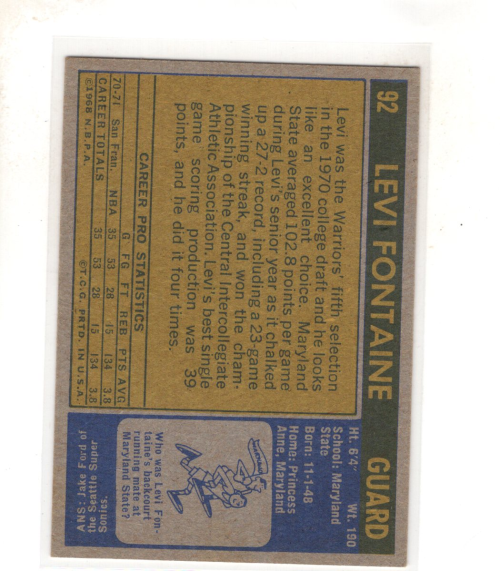 92 LEVI FONTAINE GUARD
Levi was the Warriors' fifth selection
in the 1970 college draft and he looks
like an excellent choice. Maryland
State averaged 102.8 points per game
during Levi's senior year as it chalked
up a 27-2 record, including a 23-game
winning streak, and won the cham-
pionship of the Central Intercollegiate
Athletic Association. Levi's best single
game scoring production was 39
points, and he did it four times.
CAREER PRO STATISTICS
G FG FT REB PTS AVG
70-71 San Fran. NBA 35 53 28 15 134 3.8
CAREER TOTALS 35 53 28 15 134 3.8
©1968 N.B.P.A. ©T.C.G. PRTD. IN U.S.A.
Ht. 6'4" Wt. 190
School: Maryland
State
Born: 11-1-48
Home: Princess
Anne, Maryland
Who was Levi Fon-
taine's backcourt
running mate at
Maryland State?
ANS: Jake Ford of
the Seattle Super
Sonics.